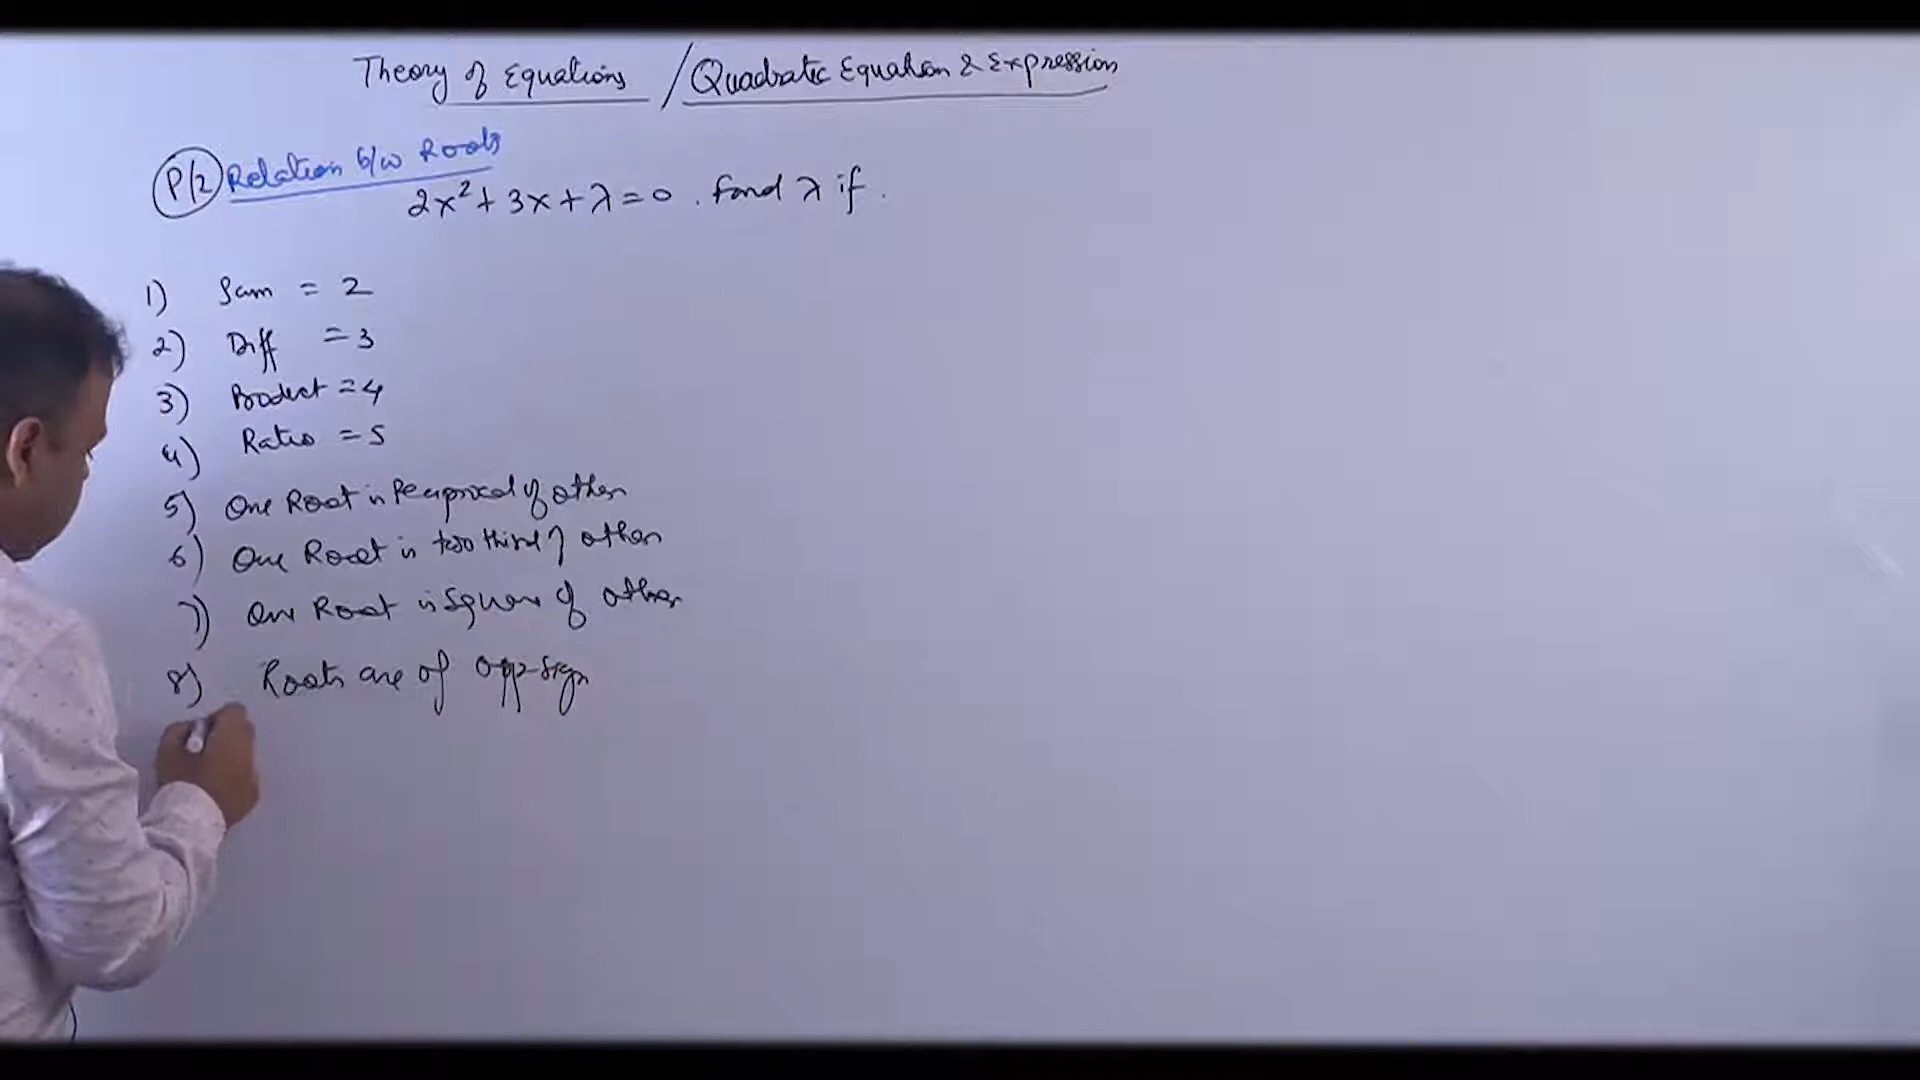 Theory of Equations / Quadratic Equation & Expression
P/2 Relation b/w Roots
2x² + 3x + λ = 0 . Find λ if .
1) Sum = 2
2) Diff = 3
3) Product = 4
4) Ratio = 5
5) One Root is Reciprocal of other
6) One Root is two third of other
7) One Root is Square of other
8) Roots are of opp sign